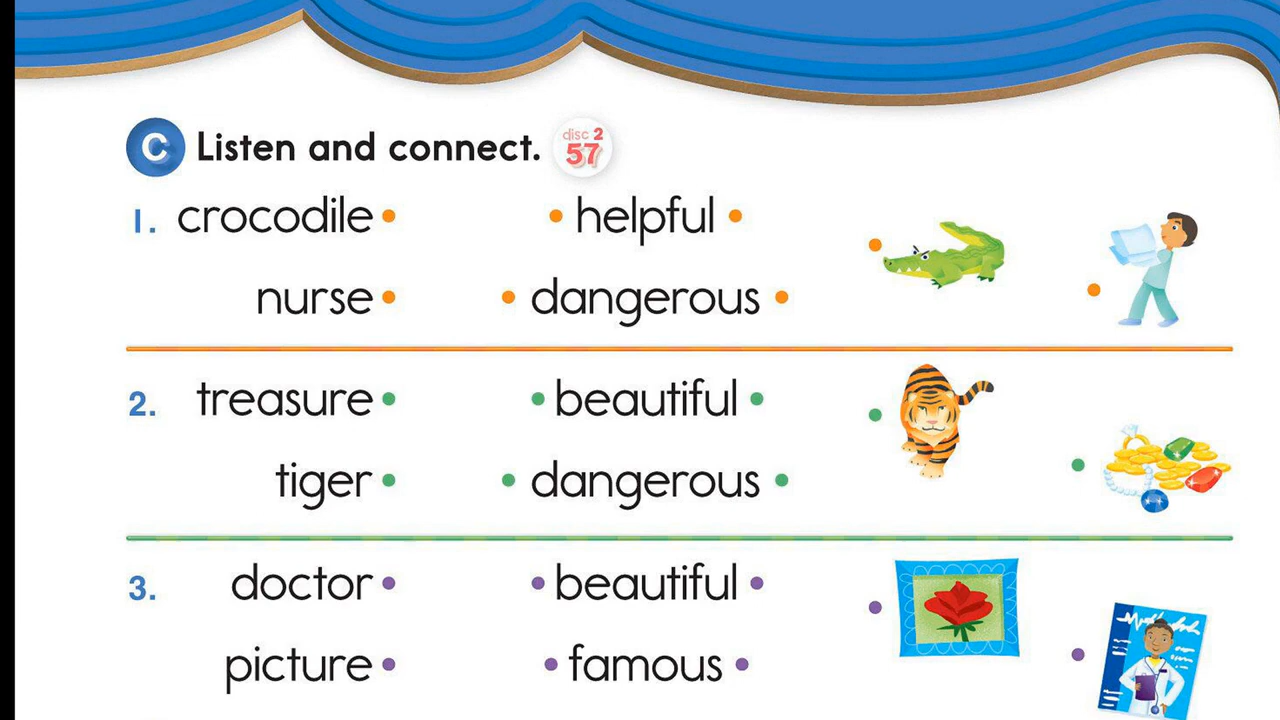 C Listen and connect. disc 2 57
1. crocodile helpful
nurse dangerous
2. treasure beautiful
tiger dangerous
3. doctor beautiful
picture famous